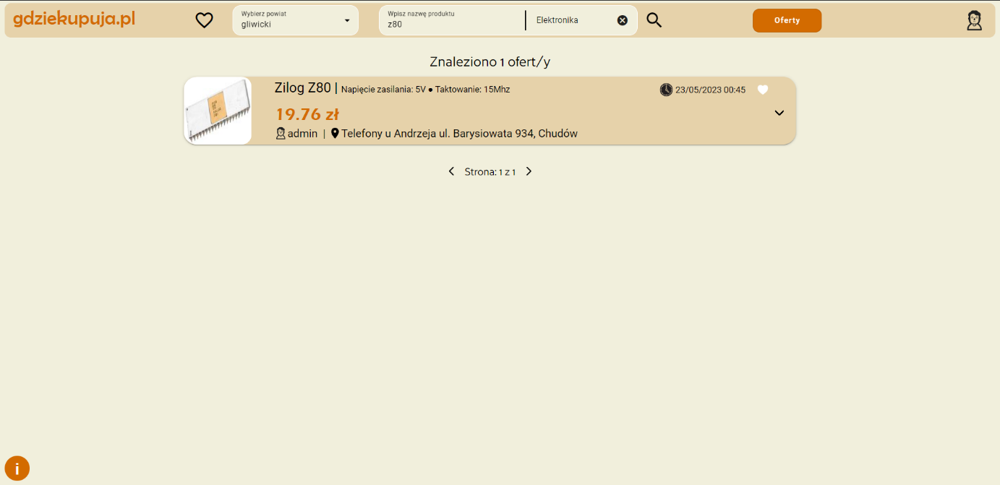 gdziekupuja.pl
Wybierz powiat
gliwicki
Wpisz nazwę produktu
z80
Elektronika
Oferty
Znaleziono 1 ofert/y
Zilog Z80 | Napięcie zasilania: 5V ● Taktowanie: 15Mhz
23/05/2023 00:45
19.76 zł
admin | Telefony u Andrzeja ul. Barysiowata 934, Chudów
Strona: 1 z 1
i